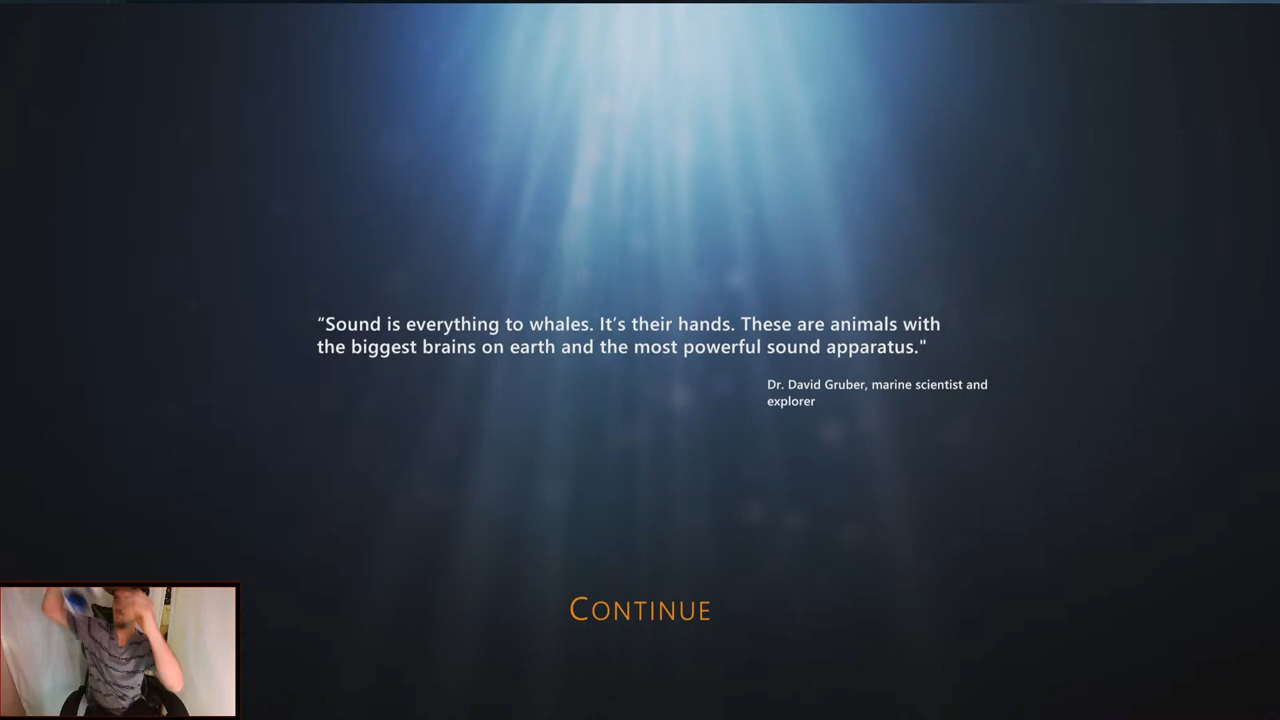 “Sound is everything to whales. It’s their hands. These are animals with
the biggest brains on earth and the most powerful sound apparatus."
Dr. David Gruber, marine scientist and
explorer
CONTINUE